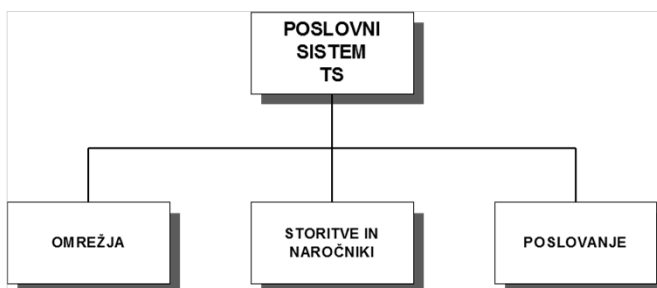 POSLOVNI
SISTEM
TS
OMREŽJA
STORITVE IN
NAROČNIKI
POSLOVANJE